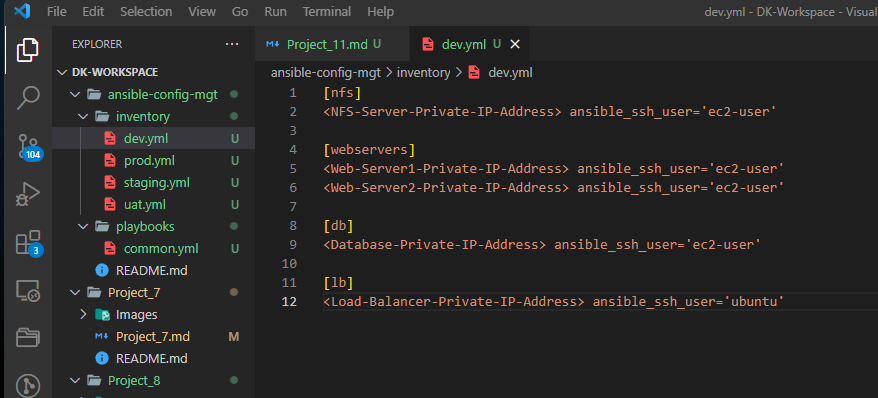 File Edit Selection View Go Run Terminal Help
dev.yml - DK-Workspace - Visual
EXPLORER ...
DK-WORKSPACE
ansible-config-mgt
inventory
dev.yml U
prod.yml U
staging.yml U
uat.yml U
playbooks
common.yml U
README.md
Project_7
Images
Project_7.md M
README.md
Project_8
104
3
Project_11.md U
dev.yml U
ansible-config-mgt > inventory > dev.yml
1 [nfs]
2 <NFS-Server-Private-IP-Address> ansible_ssh_user='ec2-user'
3
4 [webservers]
5 <Web-Server1-Private-IP-Address> ansible_ssh_user='ec2-user'
6 <Web-Server2-Private-IP-Address> ansible_ssh_user='ec2-user'
7
8 [db]
9 <Database-Private-IP-Address> ansible_ssh_user='ec2-user'
10
11 [lb]
12 <Load-Balancer-Private-IP-Address> ansible_ssh_user='ubuntu'